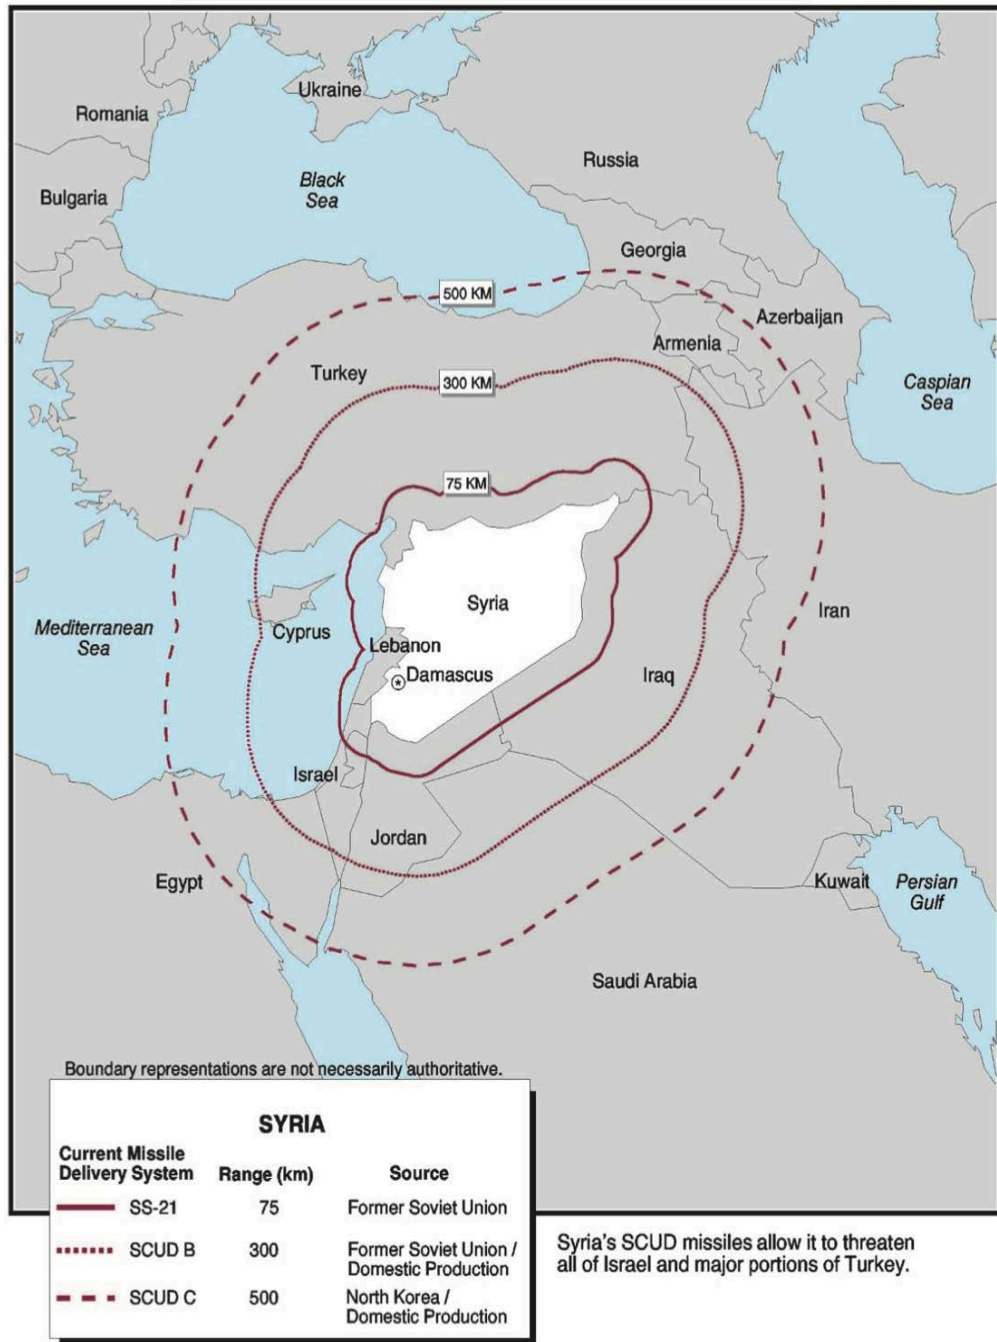 Ukraine
Romania
Russia
Black
Sea
Bulgaria
Georgia
500 KM
Azerbaijan
Armenia
Turkey
300 KM
Caspian
Sea
75 KM
Syria
Iran
Mediterranean
Sea
Cyprus
Lebanon
Damascus
Iraq
Israel
Jordan
Egypt
Kuwait
Persian
Gulf
Saudi Arabia
Boundary representations are not necessarily authoritative.
SYRIA
Current Missile
Delivery System Range (km) Source
SS-21 75 Former Soviet Union
SCUD B 300 Former Soviet Union /
Domestic Production
SCUD C 500 North Korea /
Domestic Production
Syria's SCUD missiles allow it to threaten
all of Israel and major portions of Turkey.